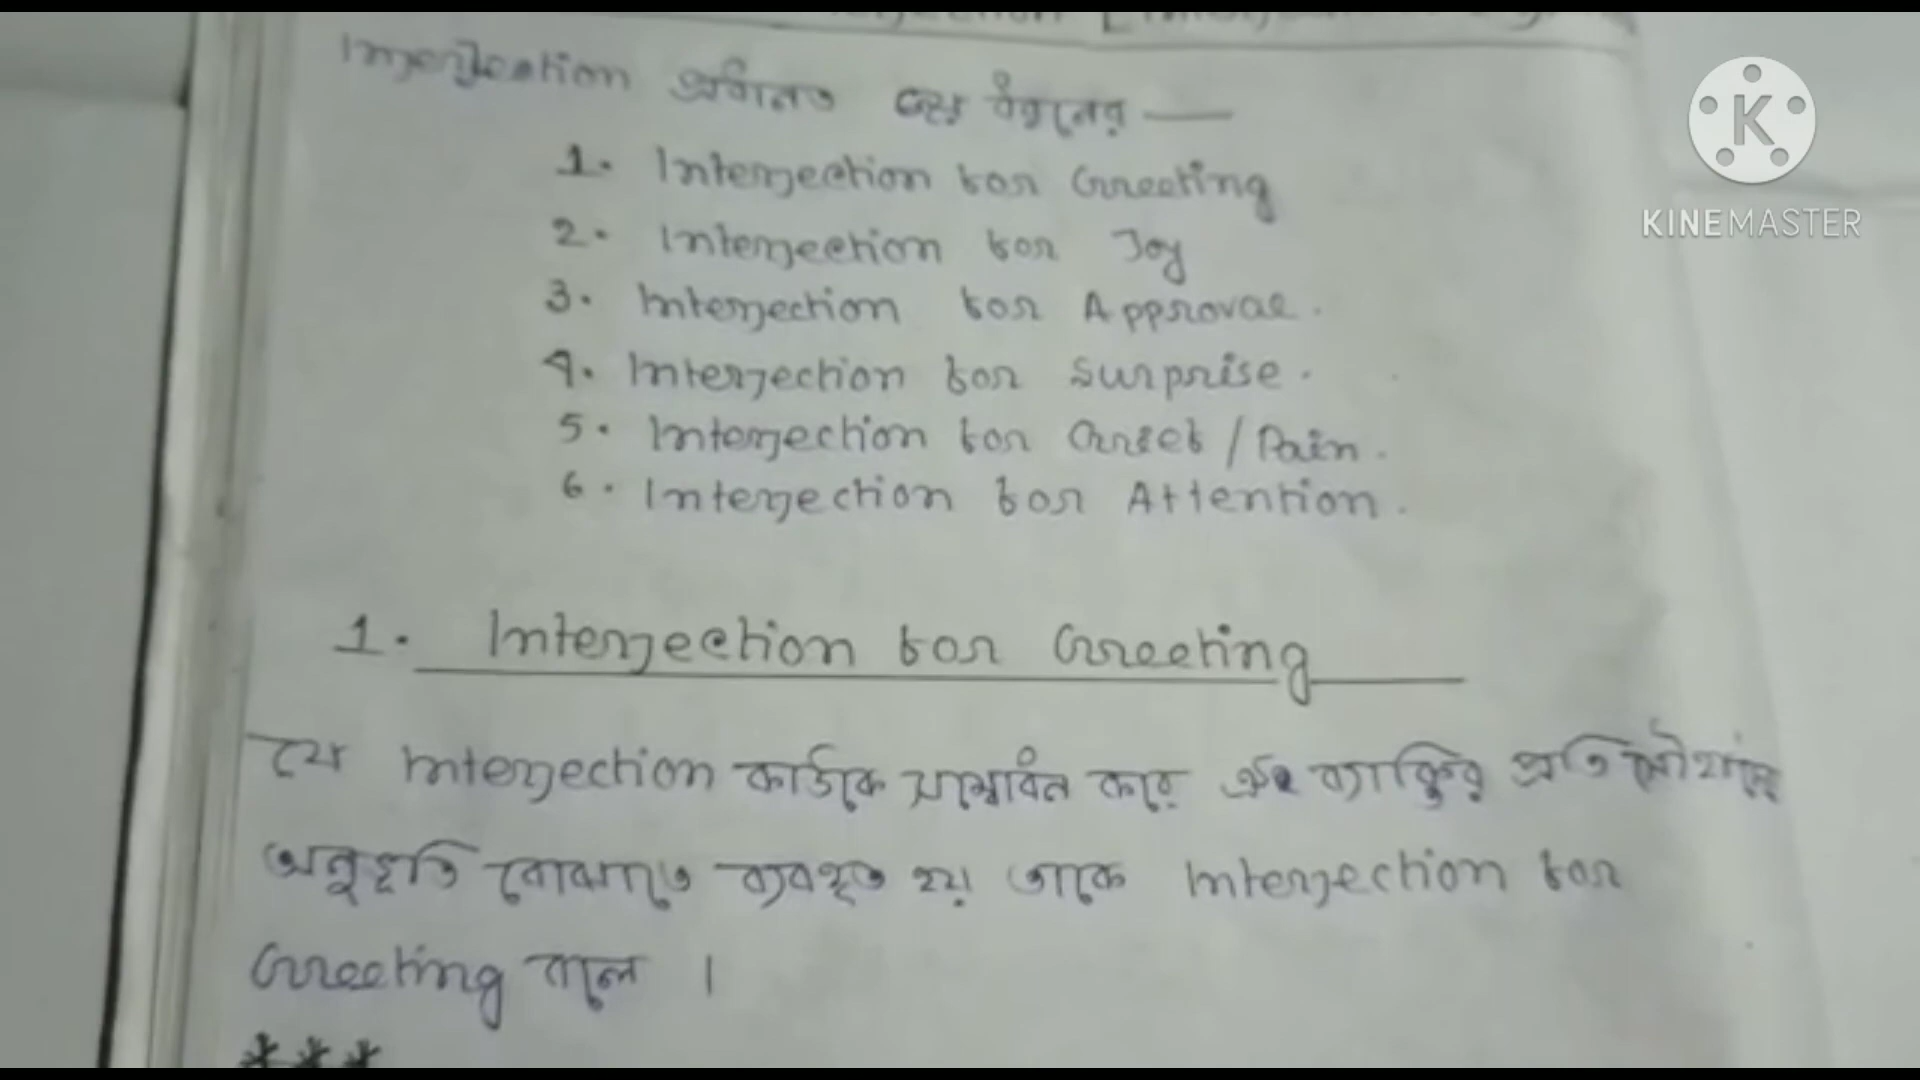 Interjection প্রধানত ছয় ধরনের —
1. Interjection for Greeting
2. Interjection for Joy
3. Interjection for Approval.
4. Interjection for Surprise.
5. Interjection for Grief / Pain.
6. Interjection for Attention.
1. Interjection for Greeting
যে Interjection কাউকে সম্বোধন করে এবং ব্যাক্তির প্রতি
অনুভূতি বোঝাতে ব্যবহৃত হয় তাকে Interjection for
Greeting বলে ।
***
K
KINEMASTER